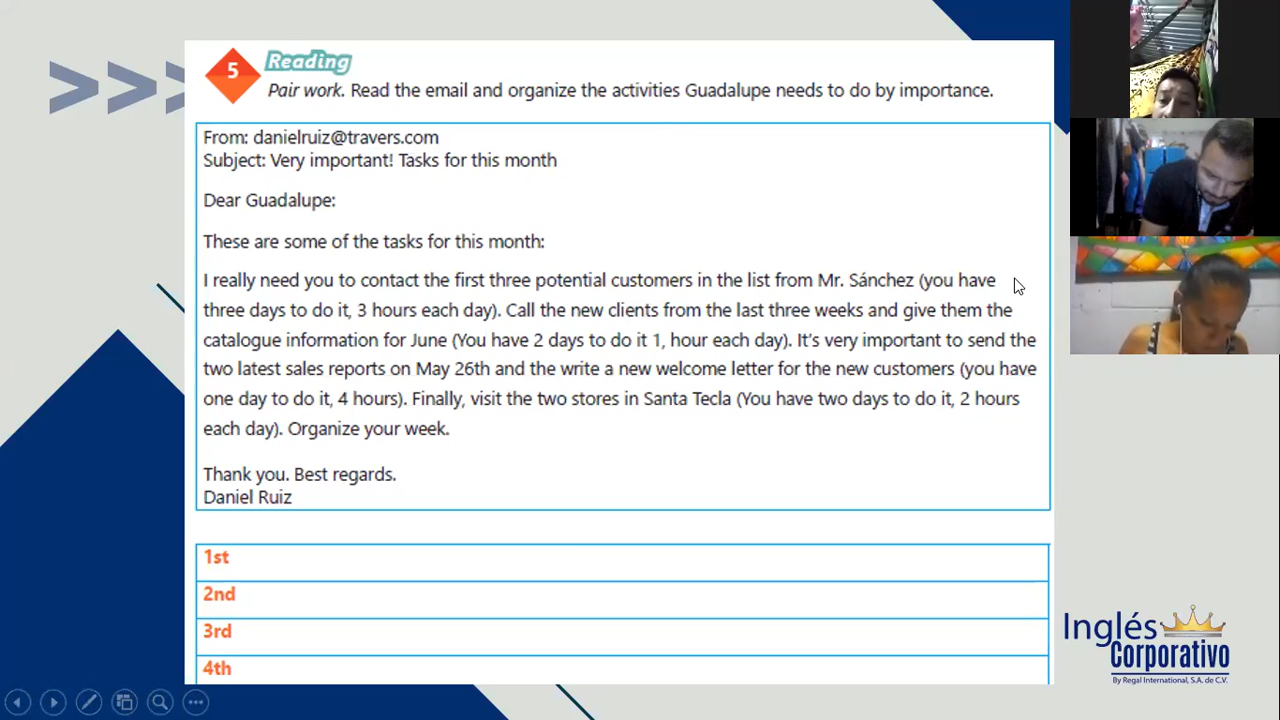 5
Reading
Pair work. Read the email and organize the activities Guadalupe needs to do by importance.
From: danielruiz@travers.com
Subject: Very important! Tasks for this month
Dear Guadalupe:
These are some of the tasks for this month:
I really need you to contact the first three potential customers in the list from Mr. Sánchez (you have
three days to do it, 3 hours each day). Call the new clients from the last three weeks and give them the
catalogue information for June (You have 2 days to do it 1, hour each day). It's very important to send the
two latest sales reports on May 26th and the write a new welcome letter for the new customers (you have
one day to do it, 4 hours). Finally, visit the two stores in Santa Tecla (You have two days to do it, 2 hours
each day). Organize your week.
Thank you. Best regards.
Daniel Ruiz
1st
2nd
3rd
4th
Inglés
Corporativo
By Regal International, S.A. de C.V.